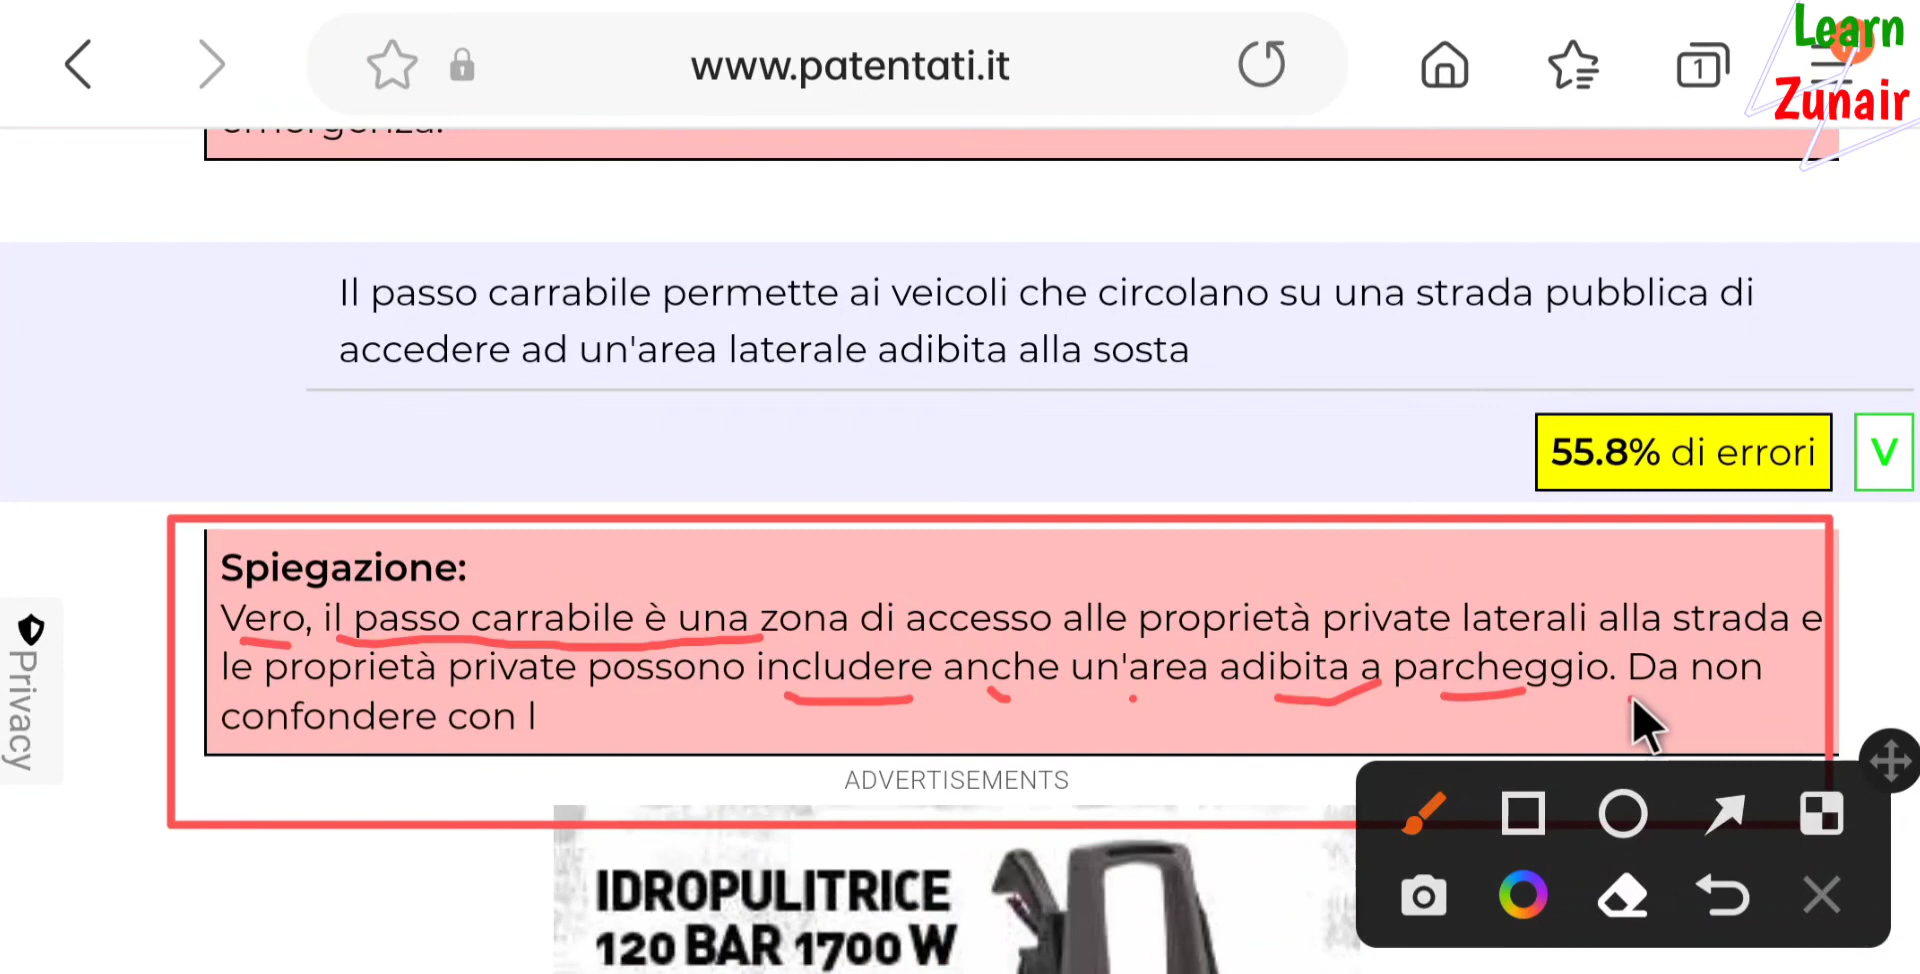 www.patentati.it
1
Learn
Zunair
emergenza.
Il passo carrabile permette ai veicoli che circolano su una strada pubblica di
accedere ad un'area laterale adibita alla sosta
55.8% di errori
V
Spiegazione:
Vero, il passo carrabile è una zona di accesso alle proprietà private laterali alla strada e
le proprietà private possono includere anche un'area adibita a parcheggio. Da non
confondere con l
Privacy
ADVERTISEMENTS
IDROPULITRICE
120 BAR 1700 W